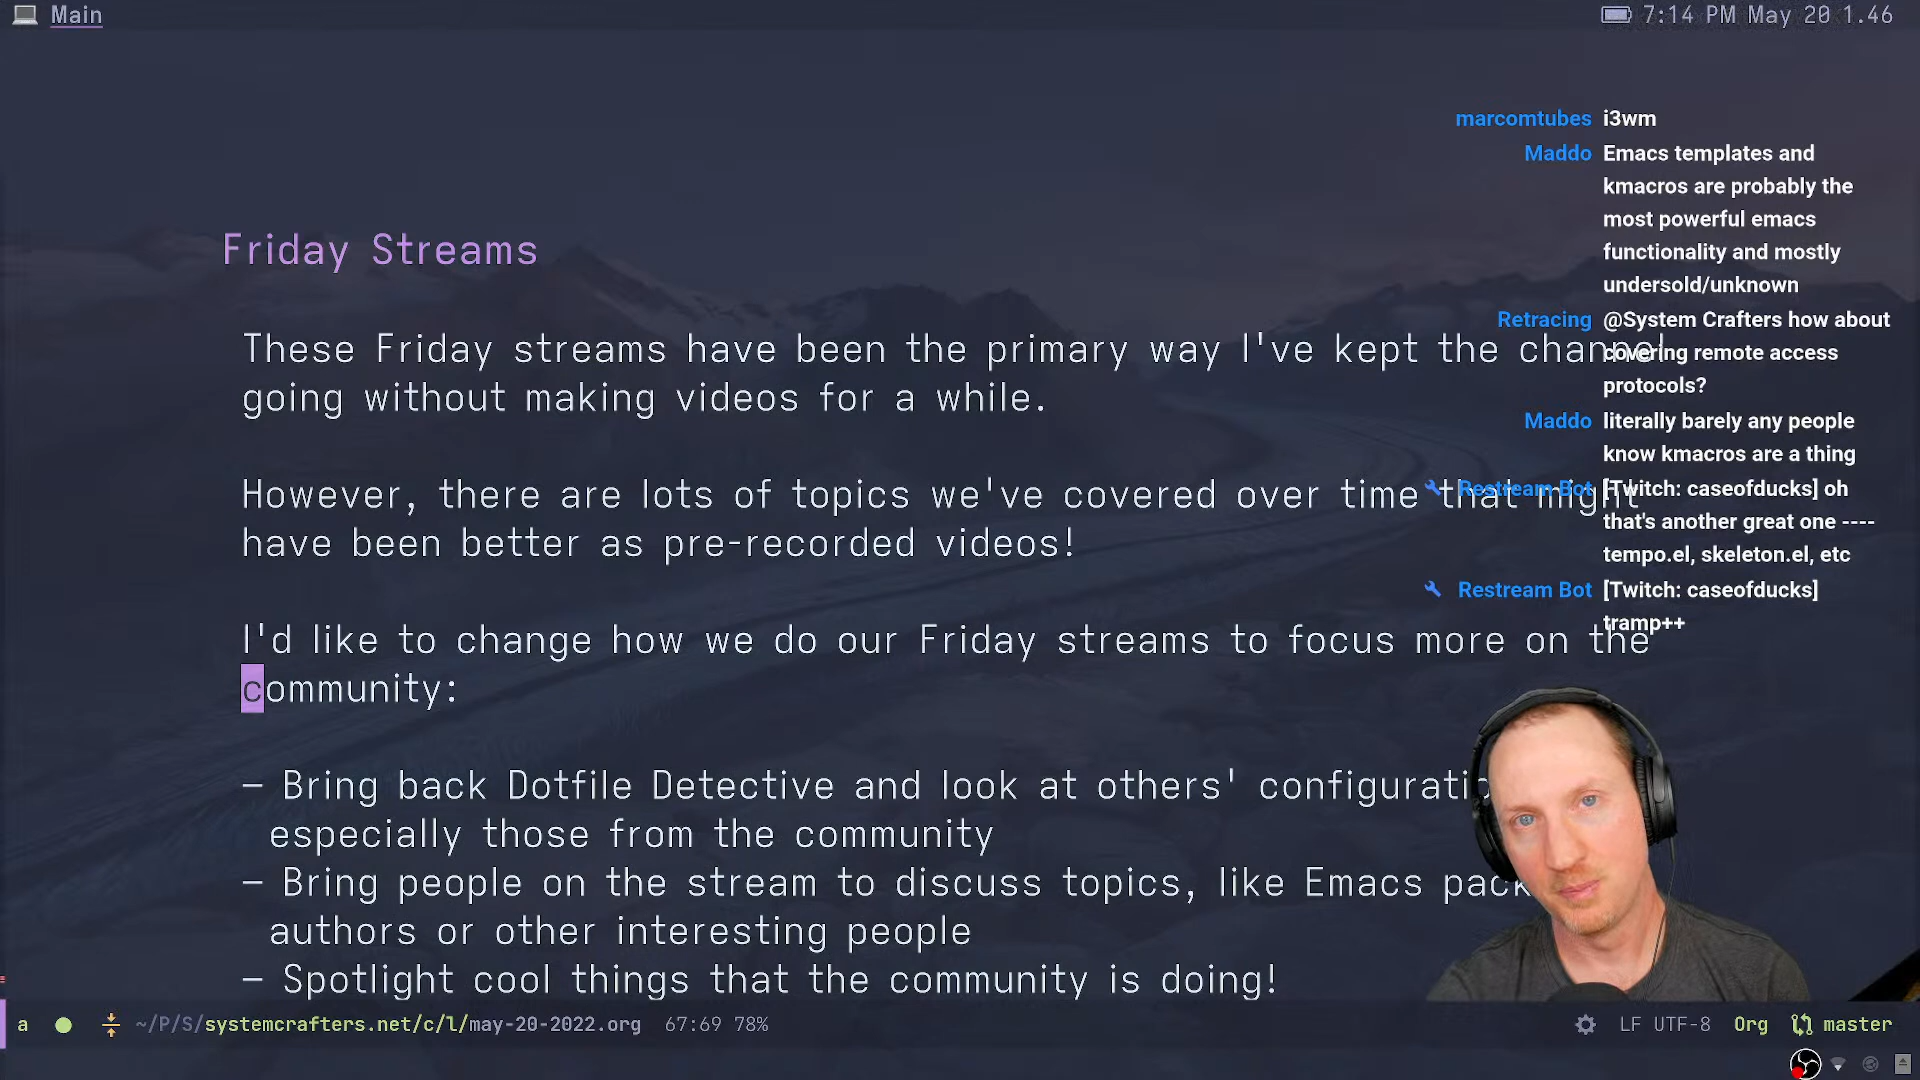 Main
7:14 PM May 20 1.46
Friday Streams
These Friday streams have been the primary way I've kept the channel
going without making videos for a while.
However, there are lots of topics we've covered over time that might
have been better as pre-recorded videos!
I'd like to change how we do our Friday streams to focus more on the
community:
– Bring back Dotfile Detective and look at others'
especially those from the community
– Bring people on the stream to discuss topics, like Emacs
authors or other interesting people
– Spotlight cool things that the community is doing!
marcomtubes i3wm
Maddo Emacs templates and
kmacros are probably the
most powerful emacs
functionality and mostly
undersold/unknown
Retracing @System Crafters how about
covering remote access
protocols?
Maddo literally barely any people
know kmacros are a thing
Restream Bot [Twitch: caseofducks] oh
that's another great one ----
tempo.el, skeleton.el, etc
Restream Bot [Twitch: caseofducks]
tramp++
a ~/P/S/systemcrafters.net/c/l/may-20-2022.org 67:69 78%
LF UTF-8 Org master